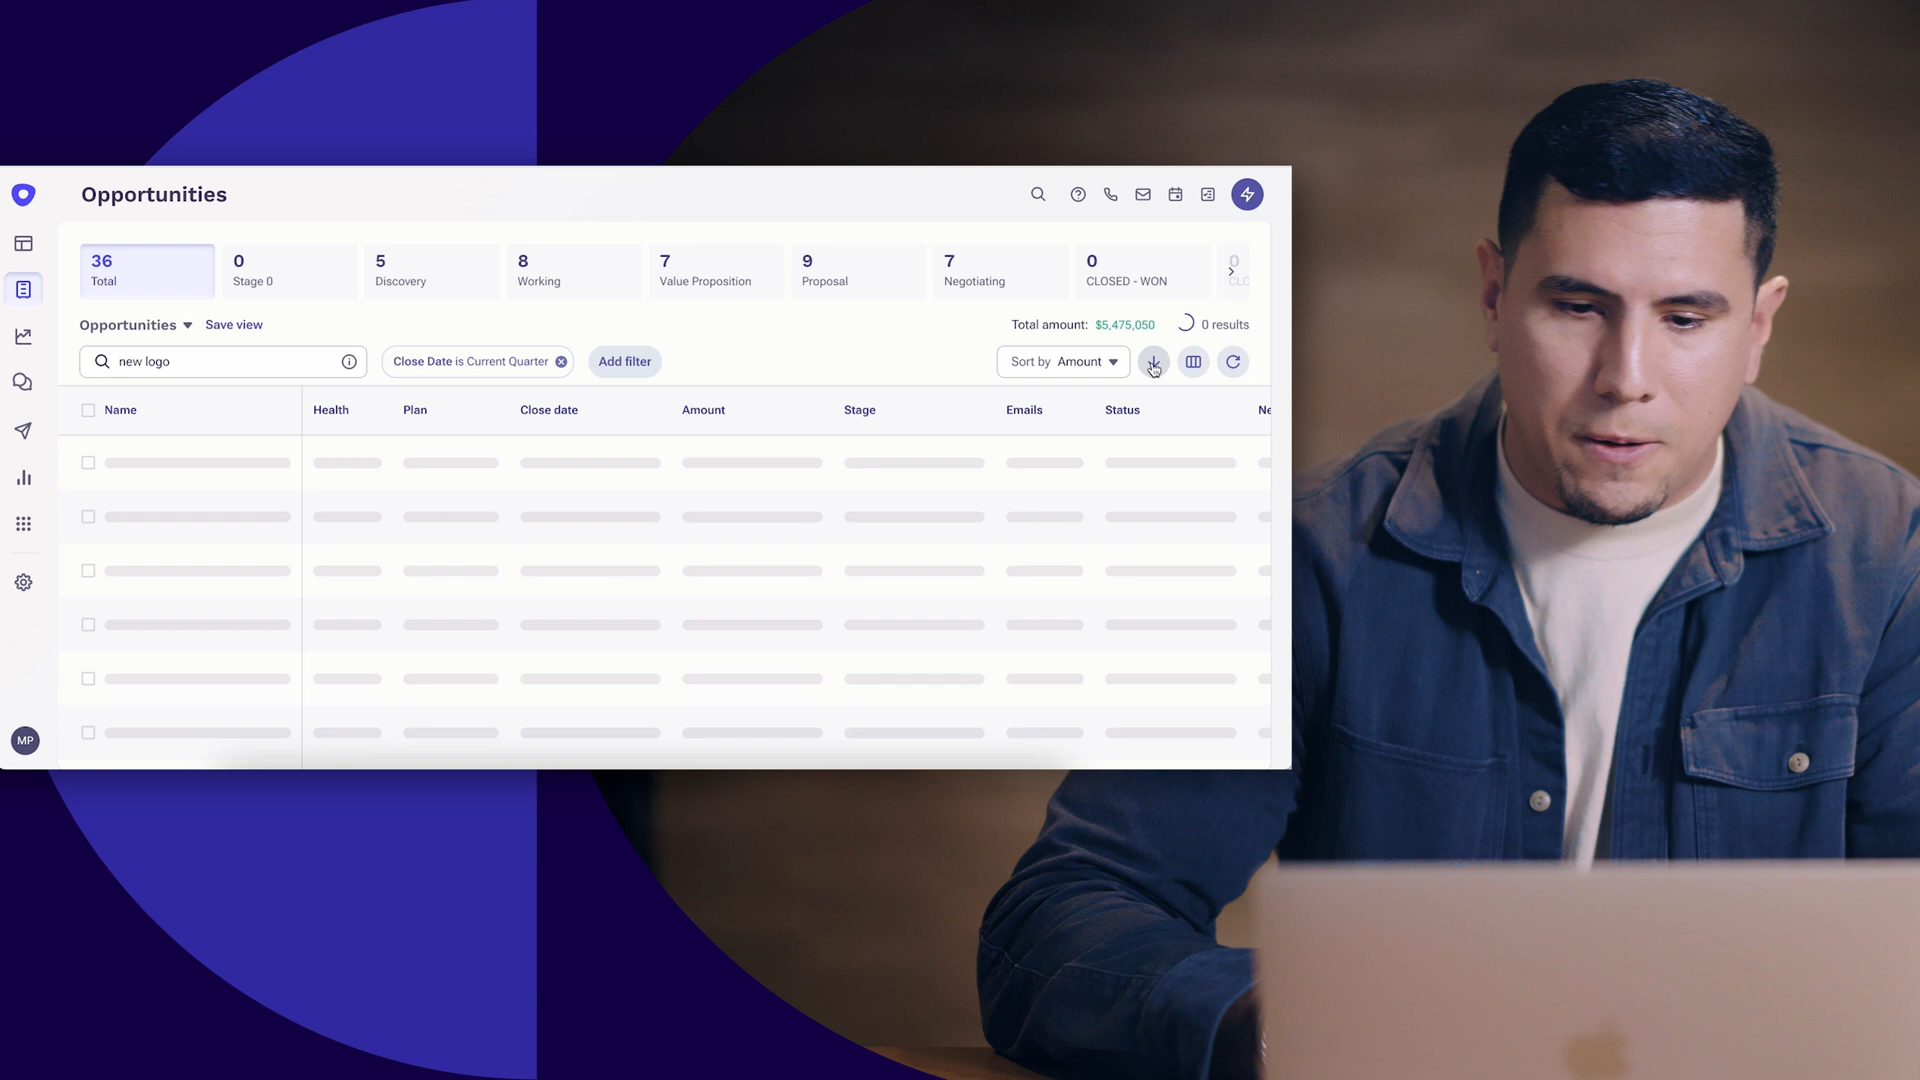 Opportunities
36
Total
0
Stage 0
5
Discovery
8
Working
7
Value Proposition
9
Proposal
7
Negotiating
0
CLOSED - WON
0
CLC
Opportunities Save view
Total amount: $5,475,050 0 results
new logo Close Date is Current Quarter Add filter Sort by Amount
Name Health Plan Close date Amount Stage Emails Status Ne
MP